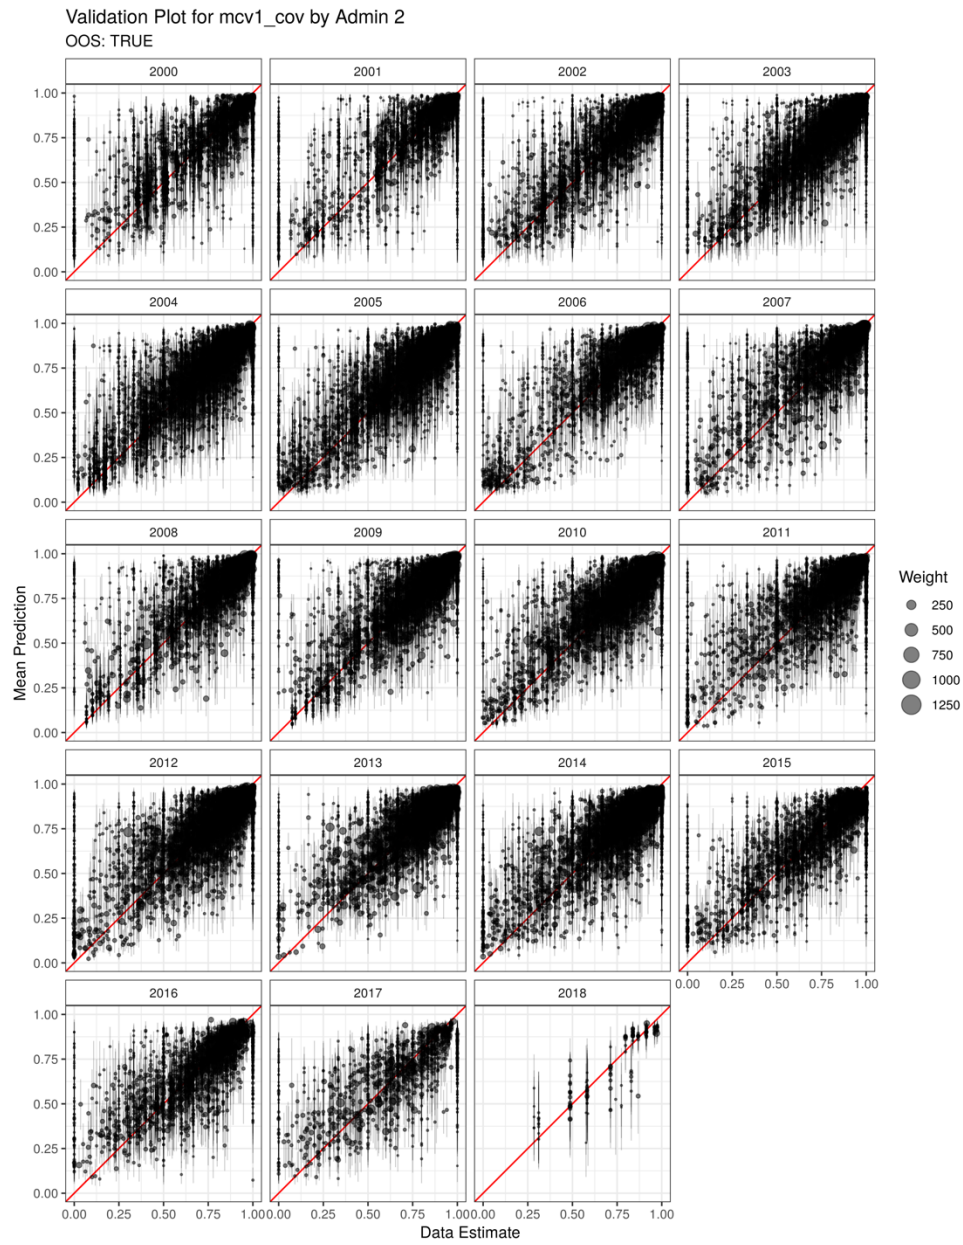 Validation Plot for mcv1_cov by Admin 2
OOS: TRUE
2000 2001 2002 2003
1.00
0.75
0.50
0.25
0.00
2004 2005 2006 2007
1.00
0.75
0.50
0.25
0.00
2008 2009 2010 2011
1.00
0.75
0.50
0.25
0.00
Mean Prediction
Weight
250
500
750
1000
1250
2012 2013 2014 2015
1.00
0.75
0.50
0.25
0.00
0.00 0.25 0.50 0.75 1.00
2016 2017 2018
1.00
0.75
0.50
0.25
0.00
0.00 0.25 0.50 0.75 1.00 0.00 0.25 0.50 0.75 1.00 0.00 0.25 0.50 0.75 1.00
Data Estimate